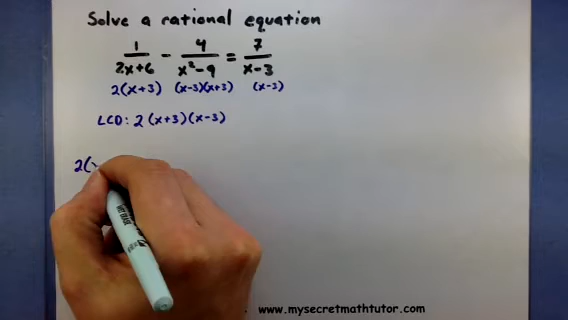 Solve a rational equation
1/(2x+6) - 4/(x²-9) = 7/(x-3)
2(x+3) (x-3)(x+3) (x-3)
LCD: 2(x+3)(x-3)
2(
www.mysecretmathtutor.com